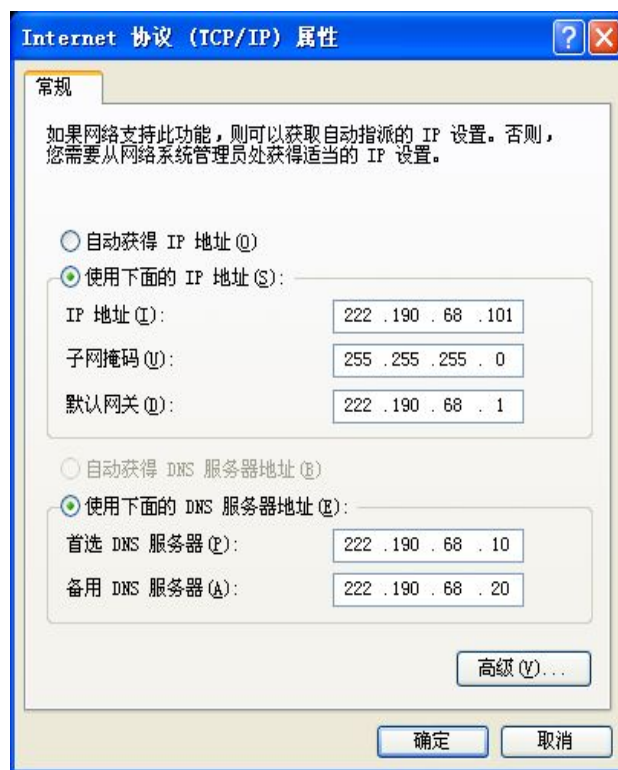 Internet 协议 (TCP/IP) 属性
常规
如果网络支持此功能，则可以获取自动指派的 IP 设置。否则，
您需要从网络系统管理员处获得适当的 IP 设置。
自动获得 IP 地址(O)
使用下面的 IP 地址(S):
IP 地址(I): 222 .190 . 68 .101
子网掩码(U): 255 .255 .255 . 0
默认网关(D): 222 .190 . 68 . 1
自动获得 DNS 服务器地址(B)
使用下面的 DNS 服务器地址(E):
首选 DNS 服务器(P): 222 .190 . 68 . 10
备用 DNS 服务器(A): 222 .190 . 68 . 20
高级(V)...
确定 取消